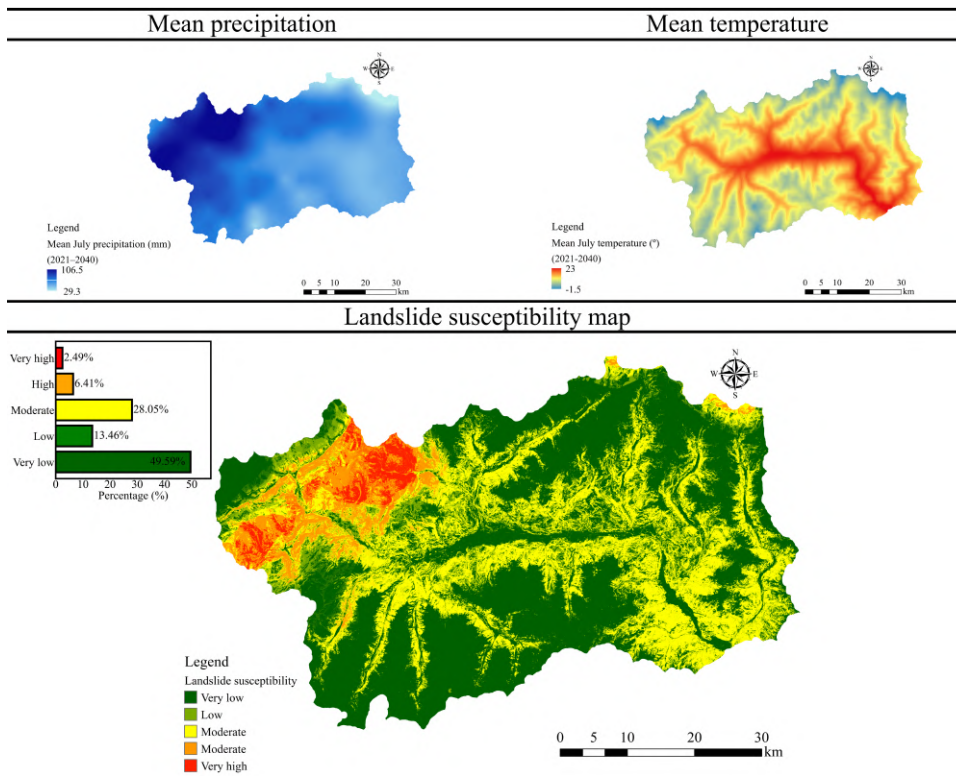 Mean precipitation
Mean temperature
N
W E
S
N
W E
S
Legend
Mean July precipitation (mm)
(2021–2040)
106.5
29.3
0 5 10 20 30
km
Legend
Mean July temperature (º)
(2021-2040)
23
-1.5
0 5 10 20 30
km
Landslide susceptibility map
Very high
2.49%
High
6.41%
Moderate
28.05%
Low
13.46%
Very low
49.59%
0 10 20 30 40 50
Percentage (%)
N
W E
S
Legend
Landslide susceptibility
Very low
Low
Moderate
Moderate
Very high
0 5 10 20 30
km